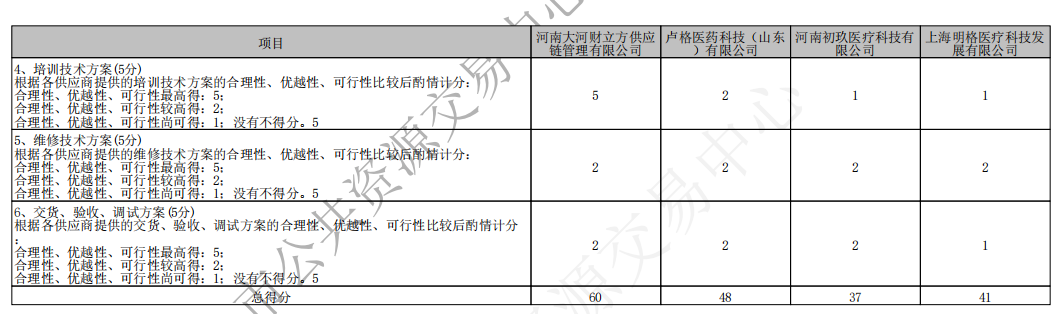 项目
河南大河财立方供应
链管理有限公司
卢格医药科技（山东
）有限公司
河南初玖医疗科技有
限公司
上海明格医疗科技发
展有限公司
4、培训技术方案(5分)
根据各供应商提供的培训技术方案的合理性、优越性、可行性比较后酌情计分：
合理性、优越性、可行性最高得：5；
合理性、优越性、可行性较高得：2；
合理性、优越性、可行性尚可得：1；没有不得分。5
5
2
1
1
5、维修技术方案(5分)
根据各供应商提供的维修技术方案的合理性、优越性、可行性比较后酌情计分：
合理性、优越性、可行性最高得：5；
合理性、优越性、可行性较高得：2；
合理性、优越性、可行性尚可得：1；没有不得分。5
2
2
2
2
6、交货、验收、调试方案(5分)
根据各供应商提供的交货、验收、调试方案的合理性、优越性、可行性比较后酌情计分
：
合理性、优越性、可行性最高得：5；
合理性、优越性、可行性较高得：2；
合理性、优越性、可行性尚可得：1；没有不得分。5
2
2
2
1
总得分
60
48
37
41
市公共资源交易中心
资源交易中心